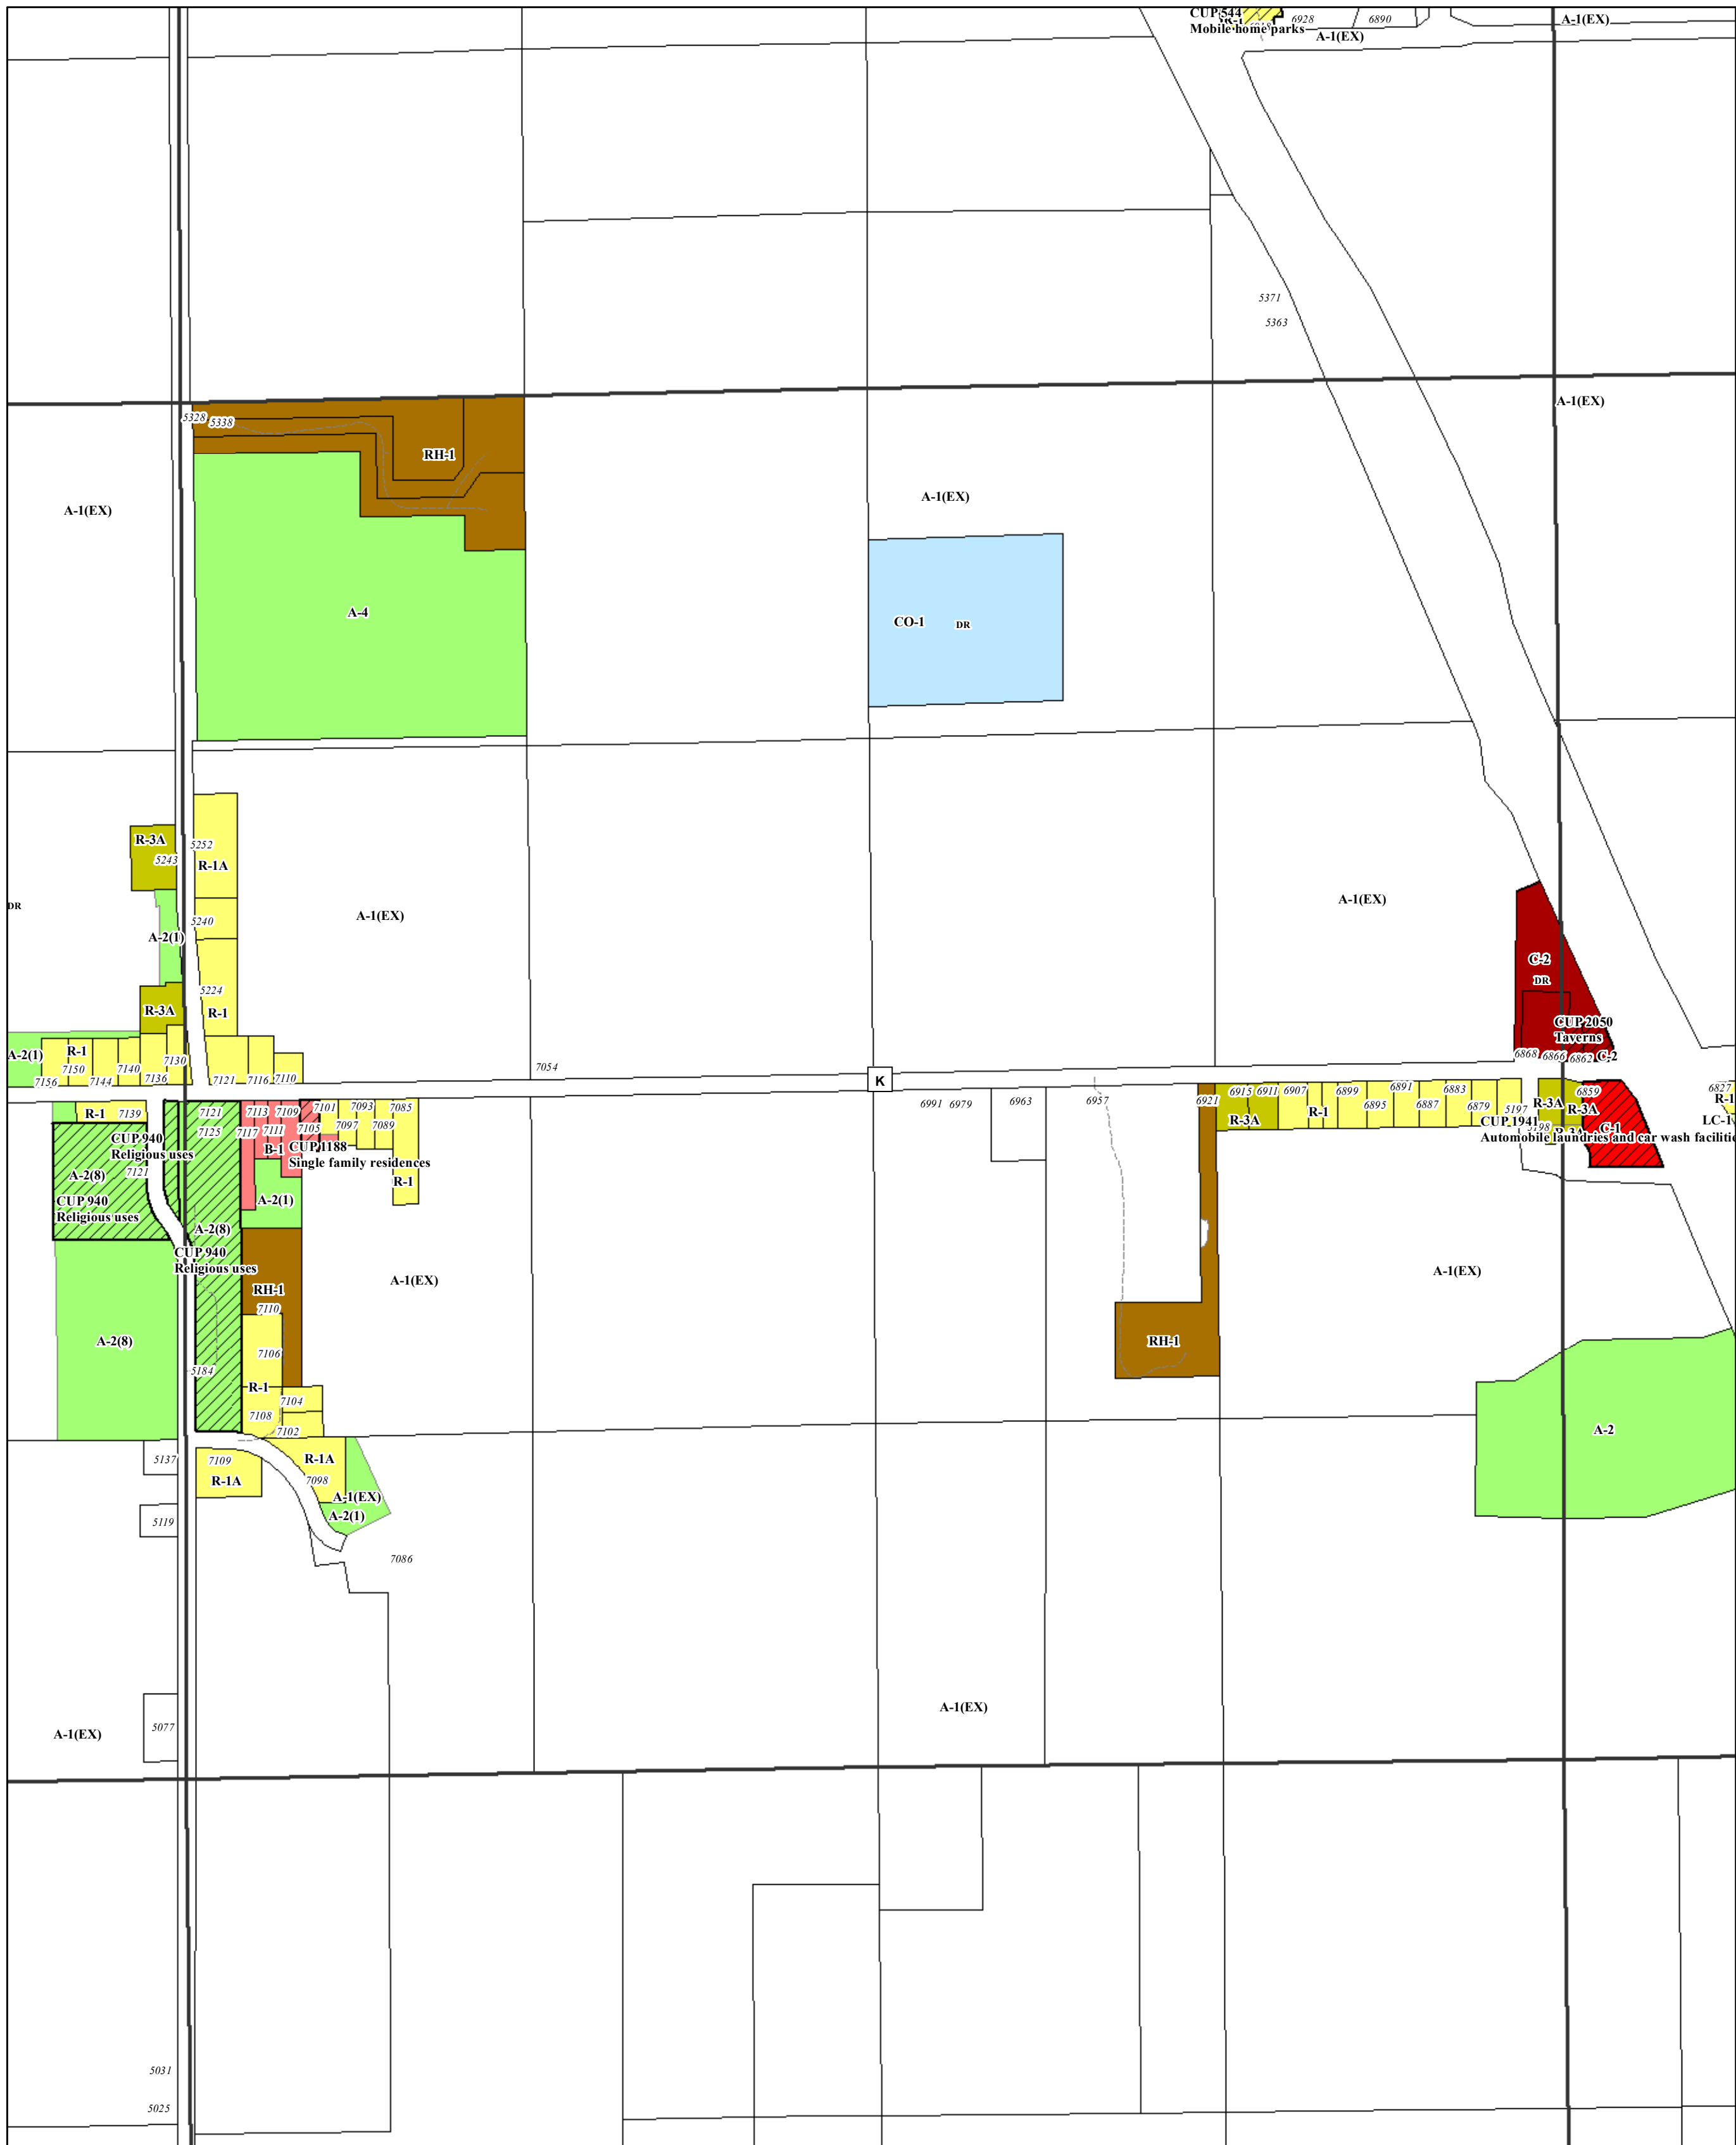 CUP 544
6928
6890
A-1(EX)
Mobile home parks
A-1(EX)
5371
5363
A-1(EX)
5328
5338
RH-1
A-1(EX)
A-1(EX)
A-4
CO-1
DR
R-3A
5243
5252
R-1A
A-1(EX)
DR
A-1(EX)
5240
A-2(1)
C-2
DR
5224
R-3A
R-1
CUP 2050
Taverns
A-2(1)
R-1
7150
7130
6868
6866
6862
C-2
7156
7144
7140
7136
7121
7116
7110
7054
K
R-1
7139
7121
7113
7109
7101
7093
7085
6991
6979
6963
6957
6921
6915
6911
6907
6899
6891
6883
6859
6827
7125
7117
7111
7105
7097
7089
R-3A
R-1
6895
6887
6879
5197
R-3A
R-3A
R-1
CUP 940
Religious uses
B-1
CUP 1188
Single family residences
CUP 1941
Automobile laundries and car wash facilitie
C-1
LC-1
A-2(8)
7121
R-1
CUP 940
Religious uses
A-2(1)
A-2(8)
CUP 940
Religious uses
A-1(EX)
A-1(EX)
RH-1
7110
A-2(8)
7106
RH-1
5184
R-1
7104
7108
7102
A-2
5137
7109
R-1A
R-1A
7098
A-1(EX)
A-2(1)
5119
7086
A-1(EX)
5077
A-1(EX)
5031
5025